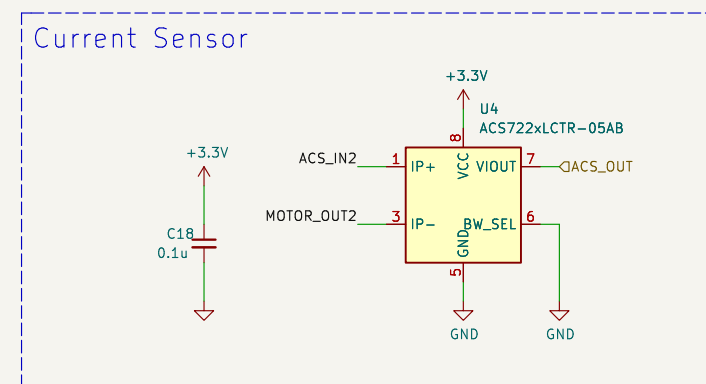 Current Sensor
+3.3V
U4
ACS722xLCTR-05AB
+3.3V
C18
0.1u
ACS_IN2
MOTOR_OUT2
1
3
8
7
6
5
IP+
IP-
VCC
VIOUT
BW_SEL
GND
ACS_OUT
GND
GND